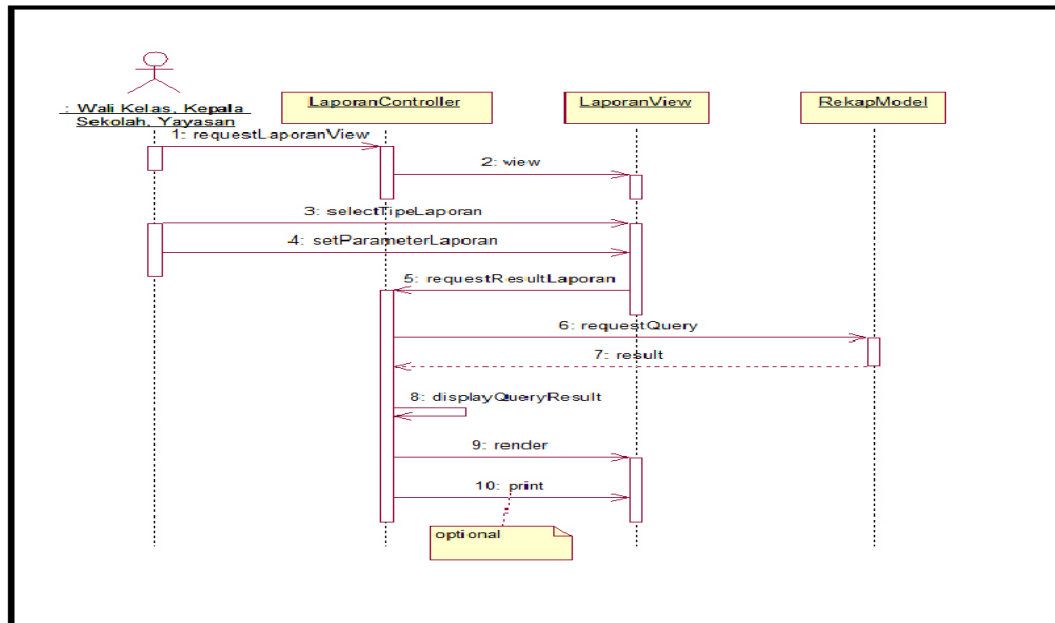 : Wali Kelas, Kepala
Sekolah, Yayasan
LaporanController
LaporanView
RekapModel
1: requestLaporanView
2: view
3: selectTipeLaporan
4: setParameterLaporan
5: requestResultLaporan
6: requestQuery
7: result
8: displayQueryResult
9: render
10: print
optional